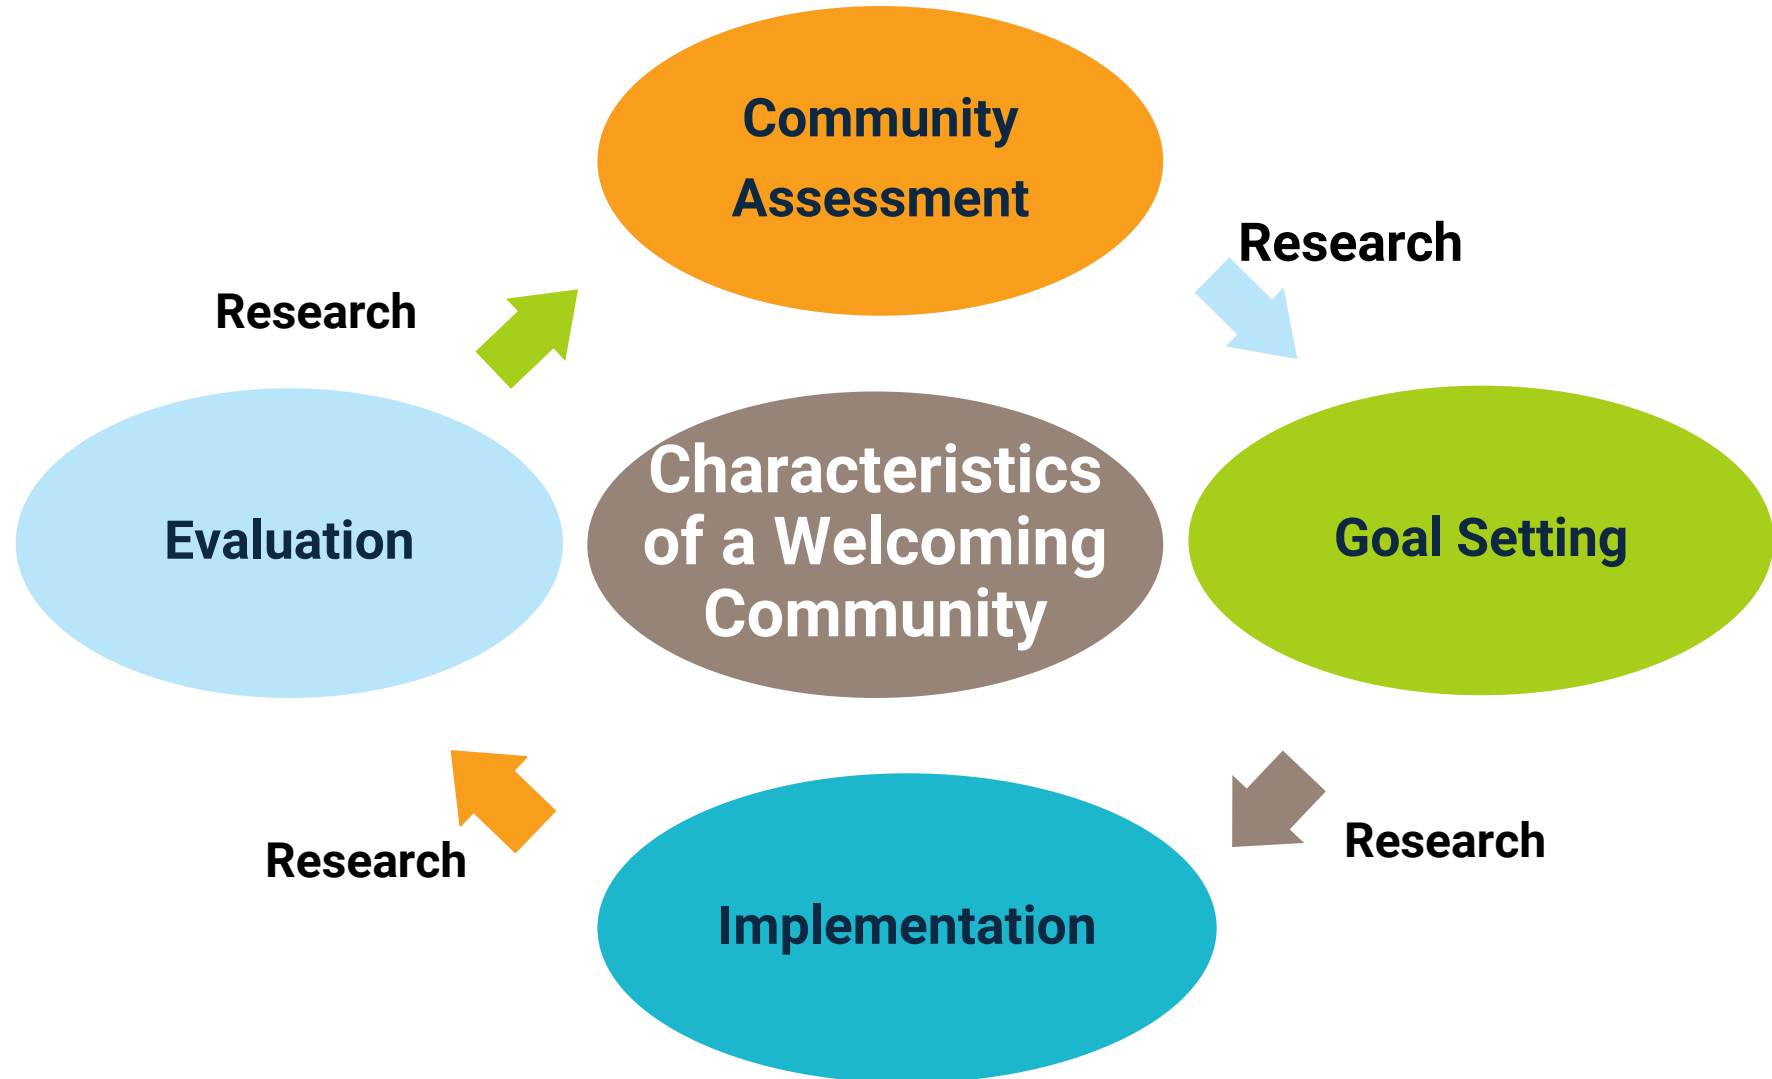 Community
Assessment
Research
Research
Characteristics
of a Welcoming
Community
Evaluation
Goal Setting
Research
Research
Implementation